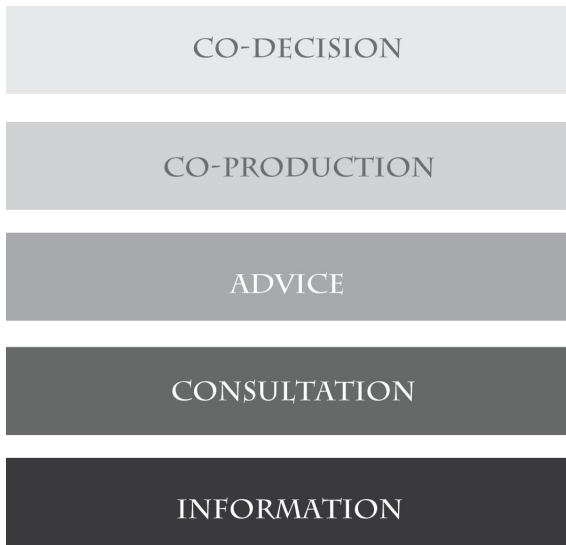 CO-DECISION
CO-PRODUCTION
ADVICE
CONSULTATION
INFORMATION